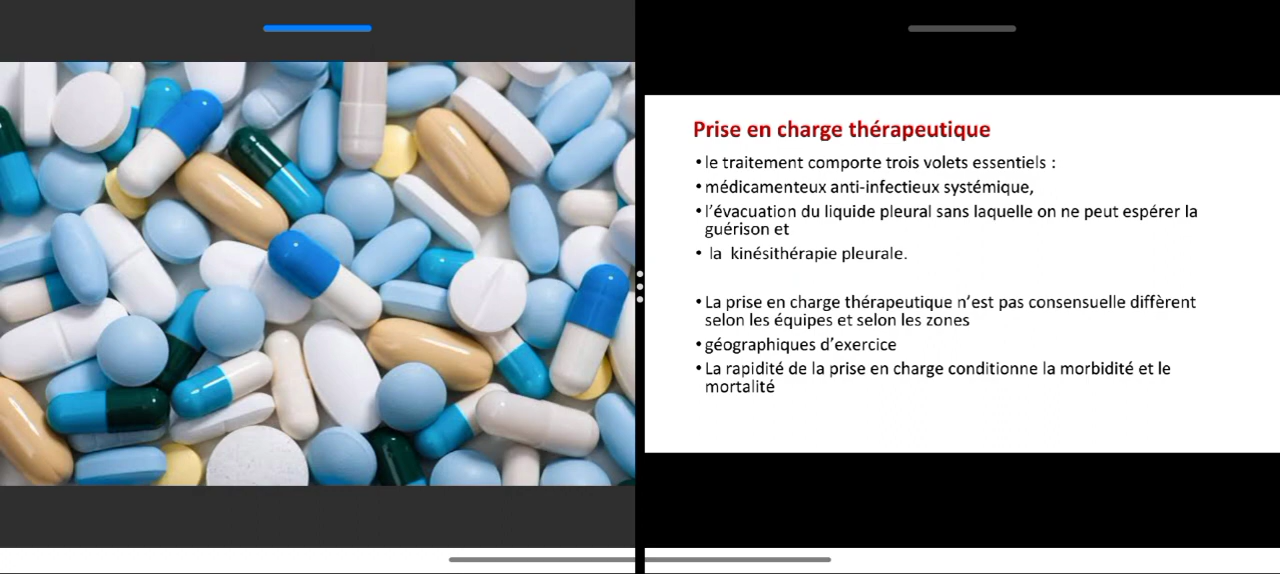 Prise en charge thérapeutique
• le traitement comporte trois volets essentiels :
• médicamenteux anti-infectieux systémique,
• l’évacuation du liquide pleural sans laquelle on ne peut espérer la
guérison et
• la kinésithérapie pleurale.
• La prise en charge thérapeutique n’est pas consensuelle diffèrent
selon les équipes et selon les zones
• géographiques d’exercice
• La rapidité de la prise en charge conditionne la morbidité et le
mortalité